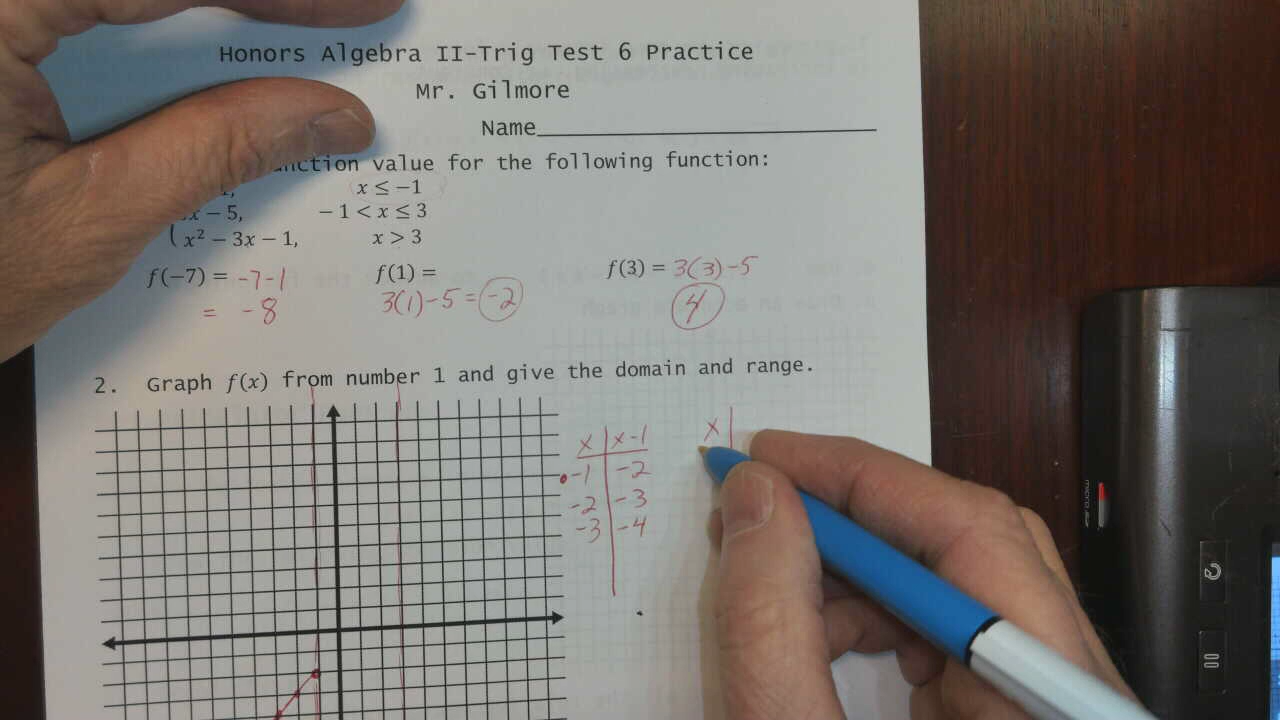 Honors Algebra II-Trig Test 6 Practice
Mr. Gilmore
Name
value for the following function:
x ≤ −1
x − 5, − 1 < x ≤ 3
x² − 3x − 1, x > 3
f(−7) = -7-1 f(1) = f(3) = 3(3)-5
= -8 3(1)-5 = -2 4
2. Graph f(x) from number 1 and give the domain and range.
x x-1 x
-1 -2
-2 -3
-3 -4
micro